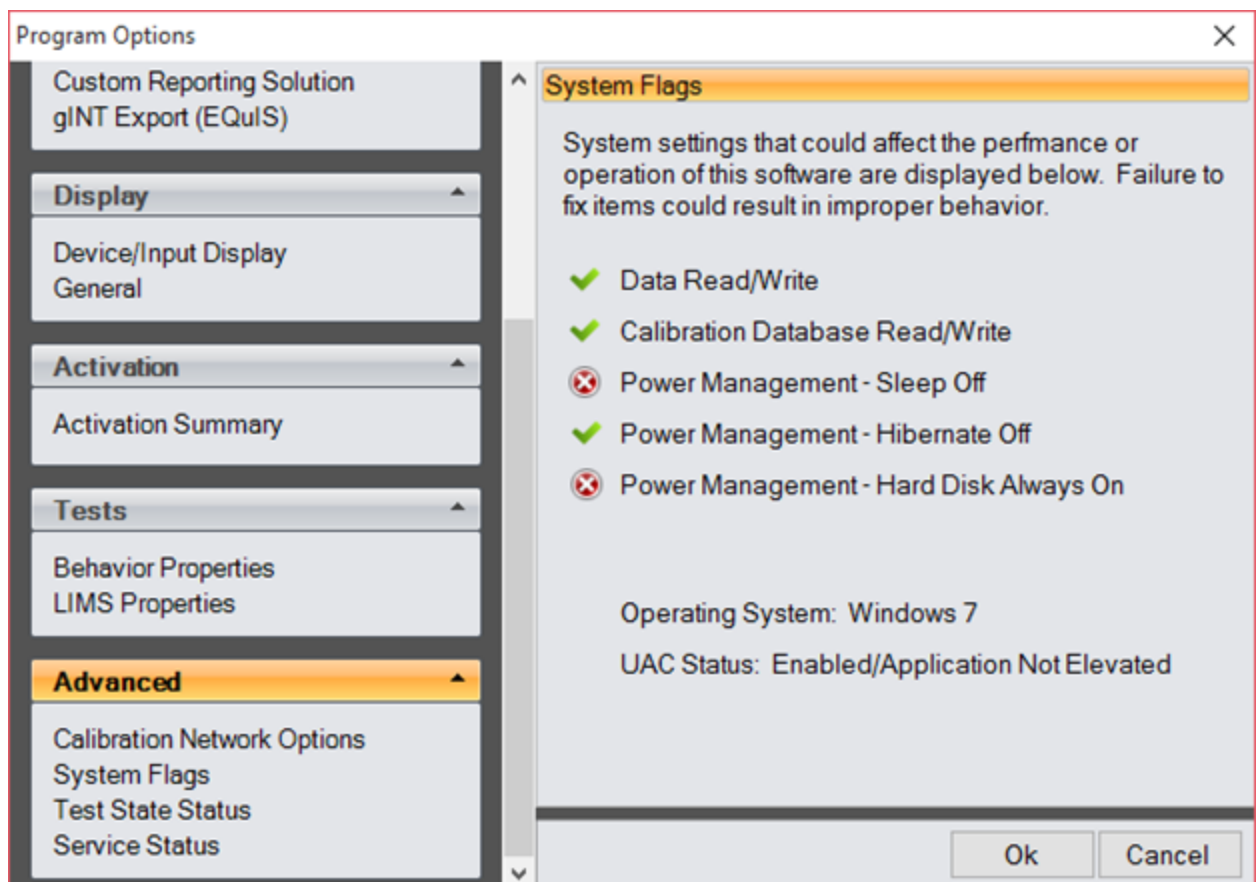 Program Options
Custom Reporting Solution
gINT Export (EQuIS)
Display
Device/Input Display
General
Activation
Activation Summary
Tests
Behavior Properties
LIMS Properties
Advanced
Calibration Network Options
System Flags
Test State Status
Service Status
System Flags
System settings that could affect the perfmance or
operation of this software are displayed below.  Failure to
fix items could result in improper behavior.
Data Read/Write
Calibration Database Read/Write
Power Management - Sleep Off
Power Management - Hibernate Off
Power Management - Hard Disk Always On
Operating System:  Windows 7
UAC Status:  Enabled/Application Not Elevated
Ok
Cancel